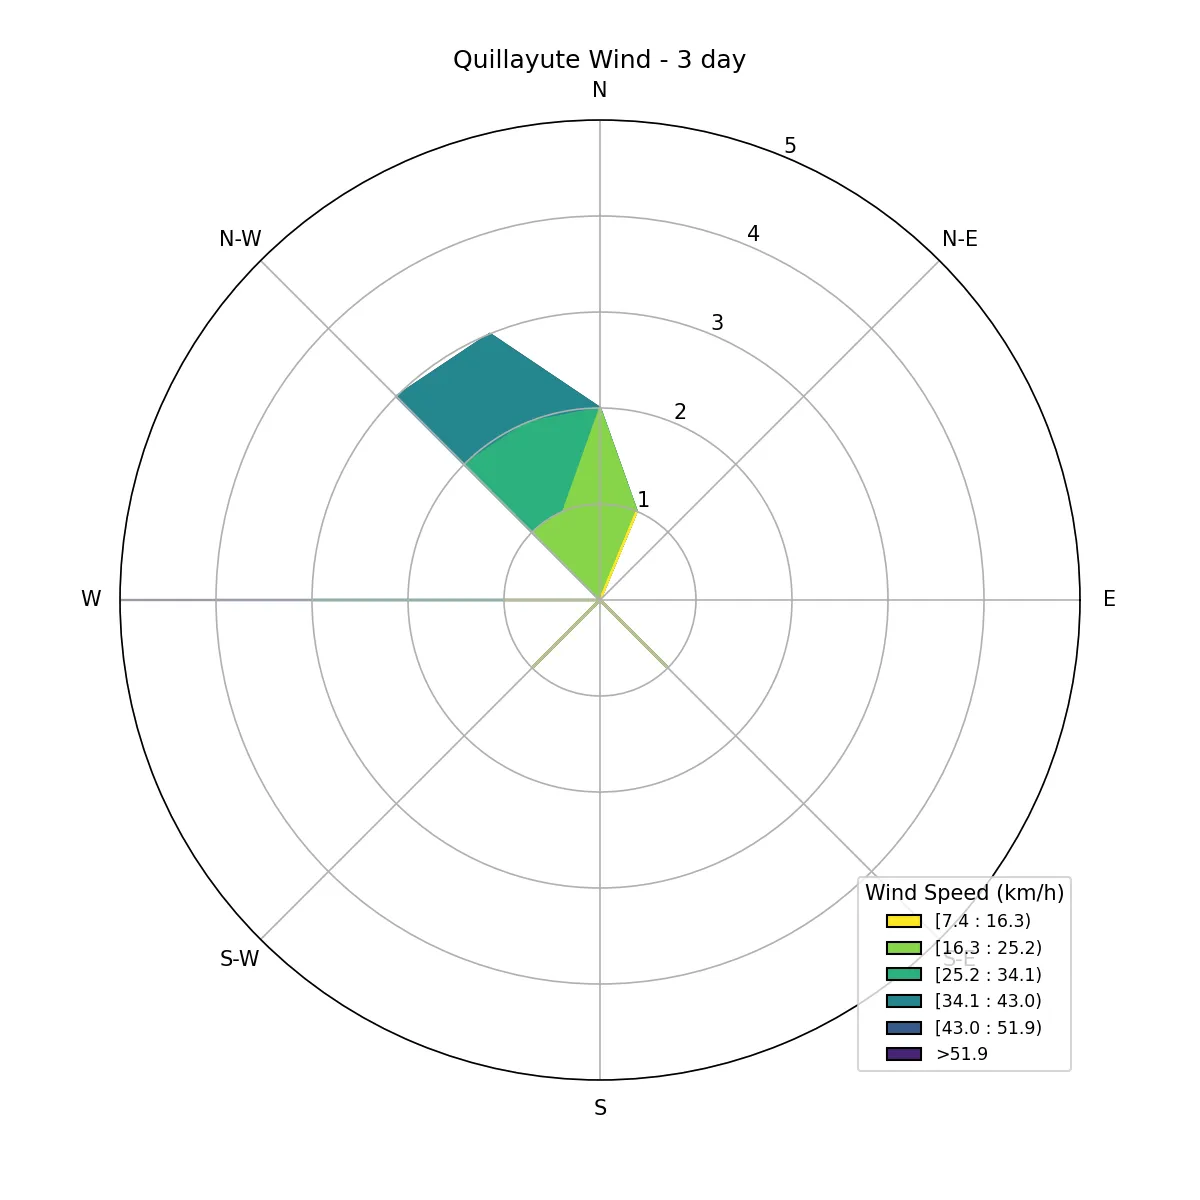 Quillayute Wind - 3 day
N
5
N-W
4
N-E
3
2
1
W
E
S-W
S-E
S
Wind Speed (km/h)
[7.4 : 16.3)
[16.3 : 25.2)
[25.2 : 34.1)
[34.1 : 43.0)
[43.0 : 51.9)
>51.9